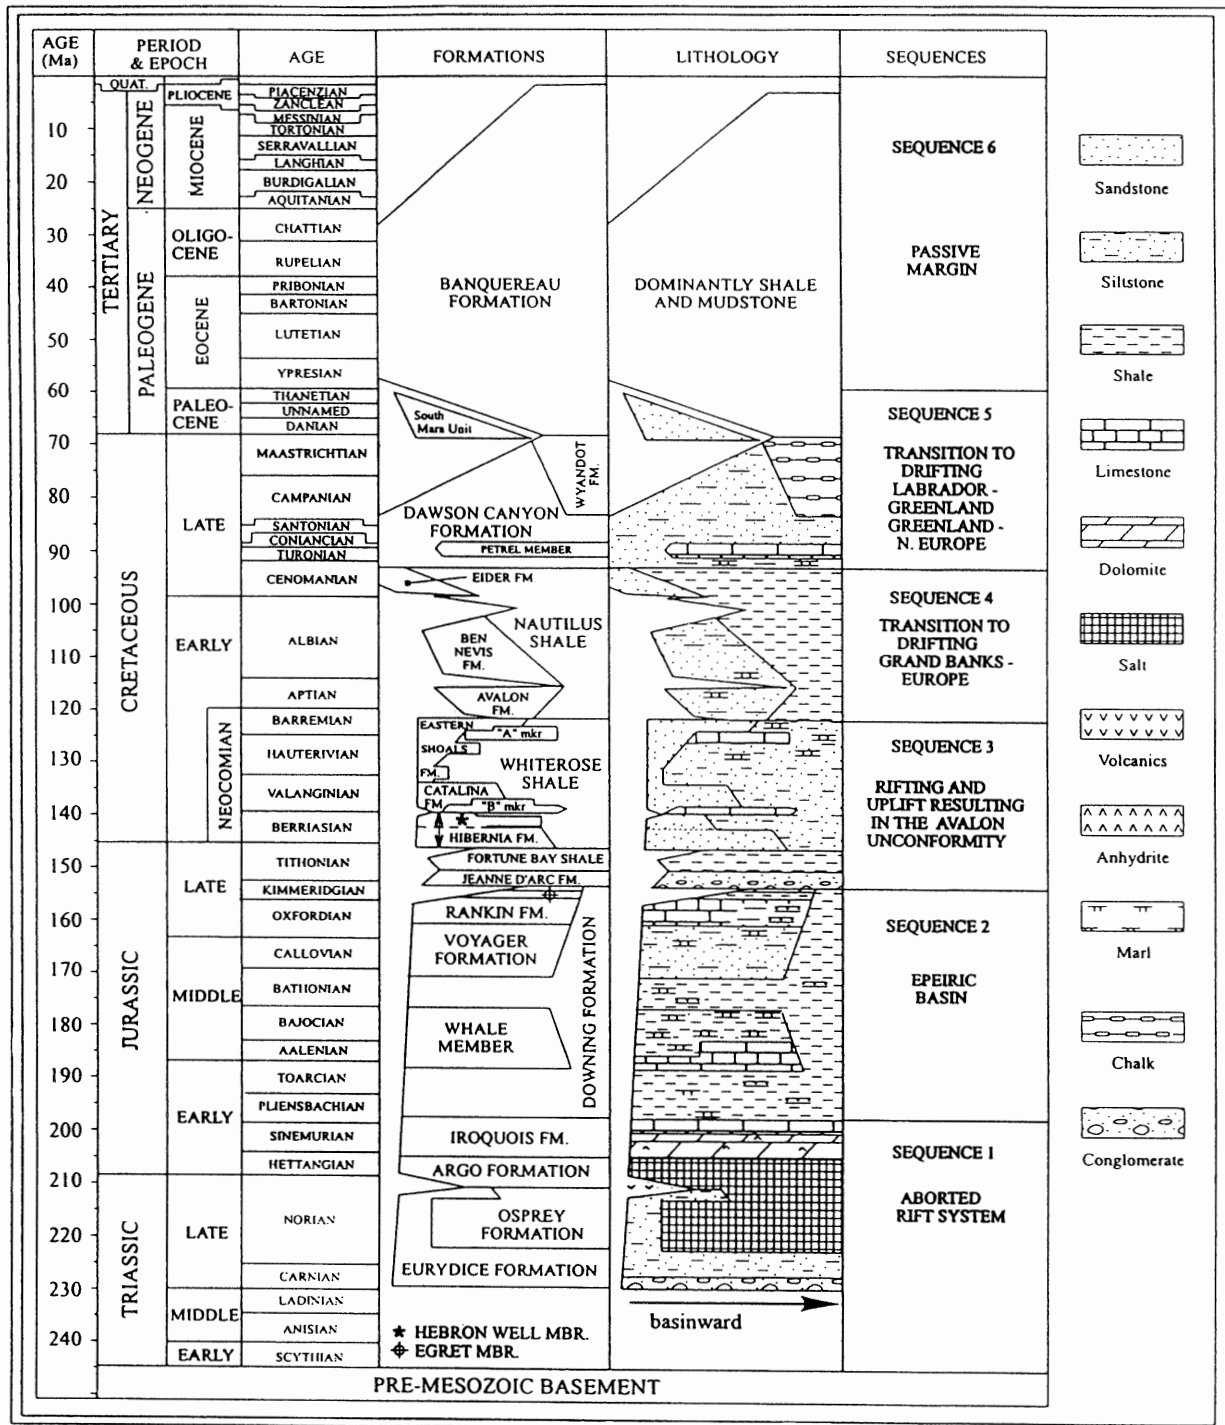 AGE (Ma)
PERIOD & EPOCH
AGE
FORMATIONS
LITHOLOGY
SEQUENCES
10
20
30
40
50
60
70
80
90
100
110
120
130
140
150
160
170
180
190
200
210
220
230
240
QUAT.
TERTIARY
NEOGENE
PALEOGENE
CRETACEOUS
NEOCOMIAN
JURASSIC
TRIASSIC
PLIOCENE
MIOCENE
OLIGO-
CENE
EOCENE
PALEO-
CENE
LATE
EARLY
LATE
MIDDLE
EARLY
LATE
MIDDLE
EARLY
PIACENZIAN
ZANCLEAN
MESSINIAN
TORTONIAN
SERRAVALLIAN
LANGHIAN
BURDIGALIAN
AQUITANIAN
CHATTIAN
RUPELIAN
PRIBONIAN
BARTONIAN
LUTETIAN
YPRESIAN
THANETIAN
UNNAMED
DANIAN
MAASTRICHTIAN
CAMPANIAN
SANTONIAN
CONIANCIAN
TURONIAN
CENOMANIAN
ALBIAN
APTIAN
BARREMIAN
HAUTERIVIAN
VALANGINIAN
BERRIASIAN
TITHONIAN
KIMMERIDGIAN
OXFORDIAN
CALLOVIAN
BATHONIAN
BAJOCIAN
AALENIAN
TOARCIAN
PLIENSBACHIAN
SINEMURIAN
HETTANGIAN
NORIAN
CARNIAN
LADINIAN
ANISIAN
SCYTHIAN
BANQUEREAU
FORMATION
South
Mara Unit
WYANDOT
FM.
DAWSON CANYON
FORMATION
PETREL MEMBER
EIDER FM.
NAUTILUS
SHALE
BEN
NEVIS
FM.
AVALON
FM.
EASTERN
SHOALS
FM.
"A" mkr
WHITEROSE
SHALE
CATALINA
FM.
"B" mkr
HIBERNIA FM.
FORTUNE BAY SHALE
JEANNE D'ARC FM.
RANKIN FM.
VOYAGER
FORMATION
WHALE
MEMBER
DOWNING FORMATION
IROQUOIS FM.
ARGO FORMATION
OSPREY
FORMATION
EURYDICE FORMATION
★ HEBRON WELL MBR.
⌖ EGRET MBR.
DOMINANTLY SHALE
AND MUDSTONE
basinward
SEQUENCE 6
PASSIVE
MARGIN
SEQUENCE 5
TRANSITION TO
DRIFTING
LABRADOR -
GREENLAND
GREENLAND -
N. EUROPE
SEQUENCE 4
TRANSITION TO
DRIFTING
GRAND BANKS -
EUROPE
SEQUENCE 3
RIFTING AND
UPLIFT RESULTING
IN THE AVALON
UNCONFORMITY
SEQUENCE 2
EPEIRIC
BASIN
SEQUENCE 1
ABORTED
RIFT SYSTEM
PRE-MESOZOIC BASEMENT
Sandstone
Siltstone
Shale
Limestone
Dolomite
Salt
Volcanics
Anhydrite
Marl
Chalk
Conglomerate